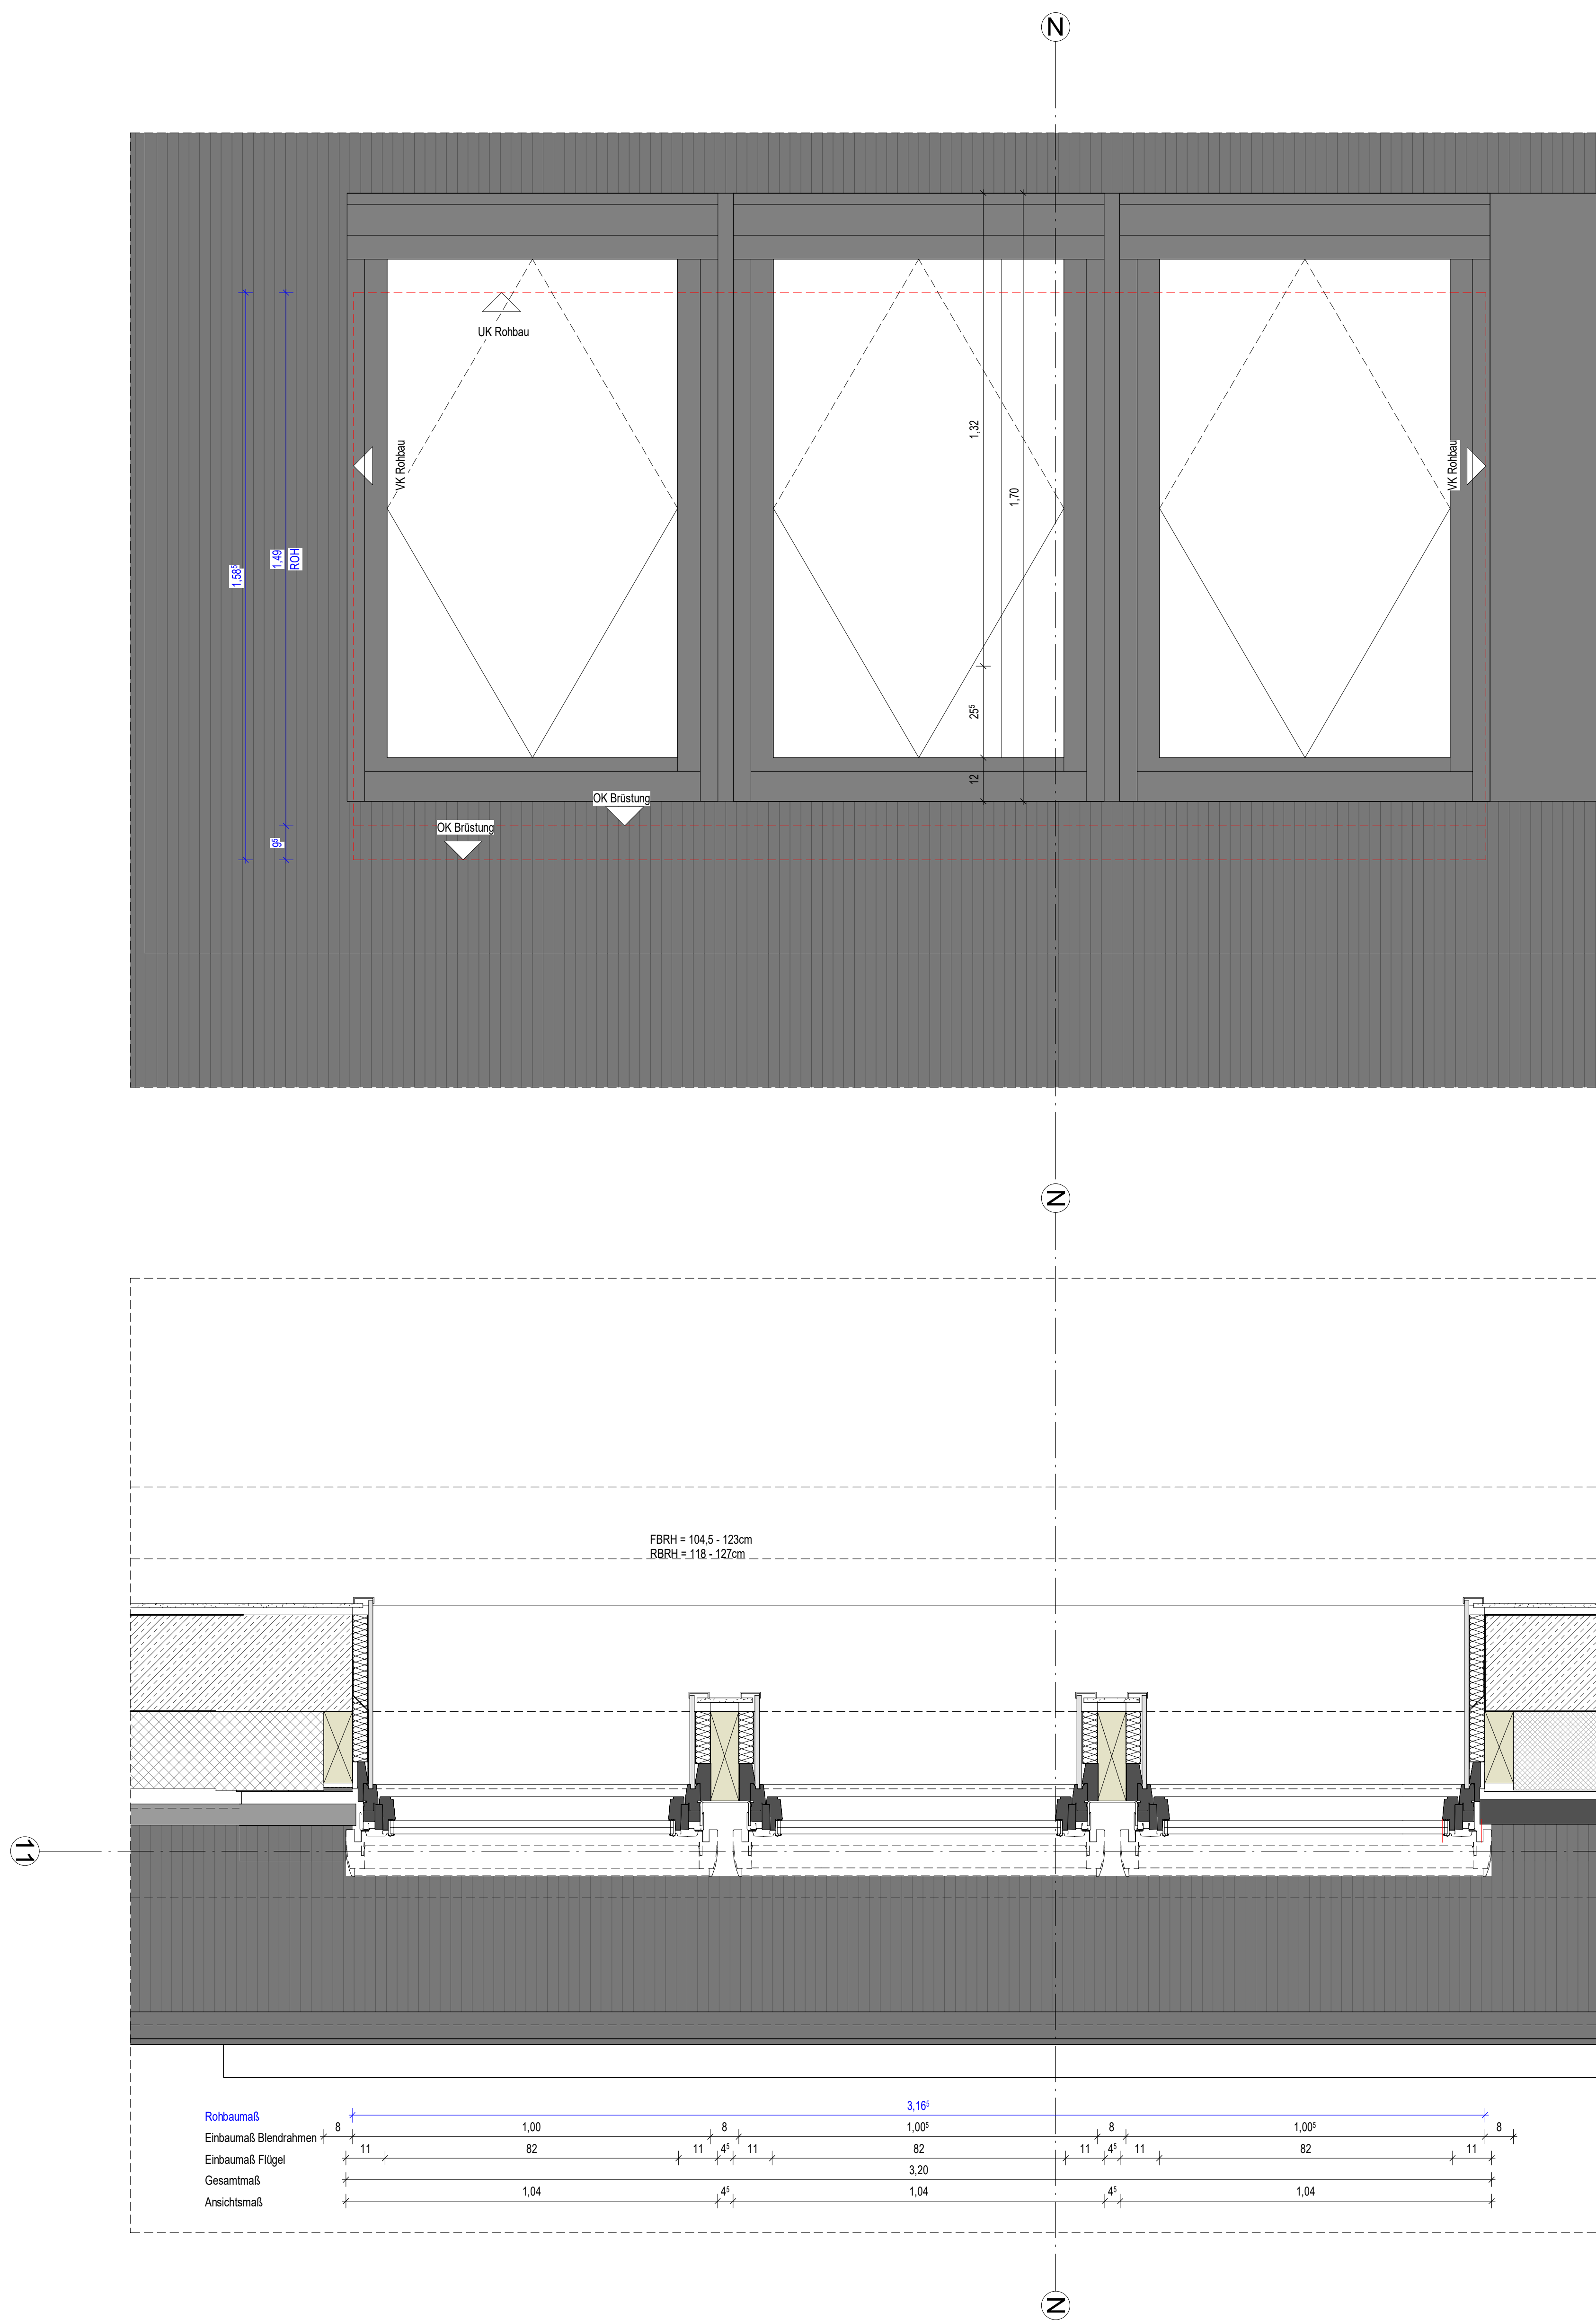 N
UK Rohbau
VK Rohbau
VK Rohbau
1,32
1,70
1,58⁵
1,49
ROH
25⁵
12
OK Brüstung
OK Brüstung
9⁵
N
FBRH = 104,5 - 123cm
RBRH = 118 - 127cm
11
Rohbaumaß 3,16⁵
Einbaumaß Blendrahmen 8 1,00 8 1,00⁵ 8 1,00⁵ 8
Einbaumaß Flügel 11 82 11 4⁵ 11 82 11 4⁵ 11 82 11
Gesamtmaß 3,20
Ansichtsmaß 1,04 4⁵ 1,04 4⁵ 1,04
N